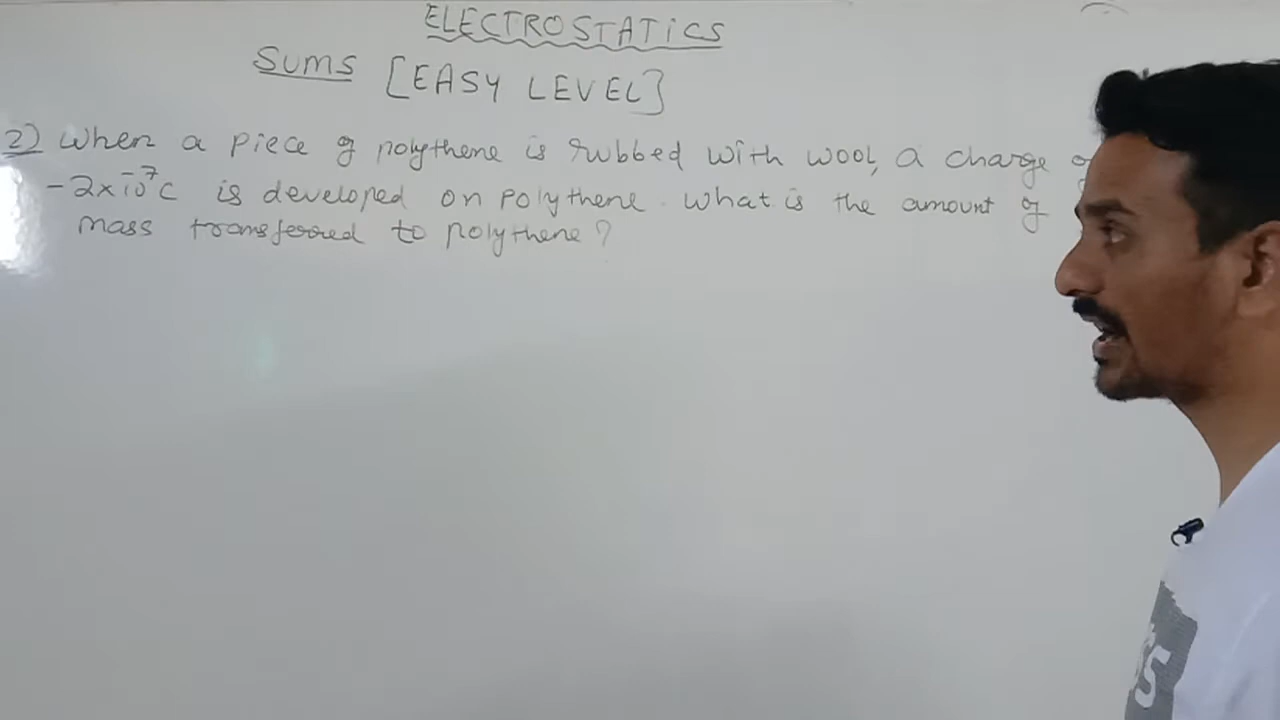 ELECTROSTATICS
SUMS [EASY LEVEL]
2) When a piece of polythene is rubbed with wool, a charge of
-2×10⁻⁷C is developed on polythene. What is the amount of
mass transferred to polythene?